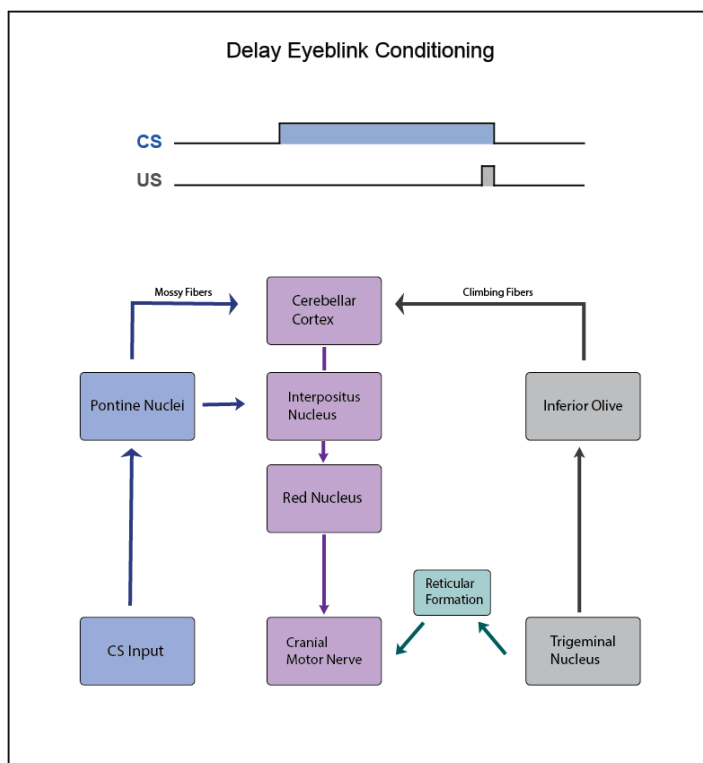 Delay Eyeblink Conditioning
CS
US
Mossy Fibers
Cerebellar
Cortex
Climbing Fibers
Pontine Nuclei
Interpositus
Nucleus
Inferior Olive
Red Nucleus
Reticular
Formation
CS Input
Cranial
Motor Nerve
Trigeminal
Nucleus